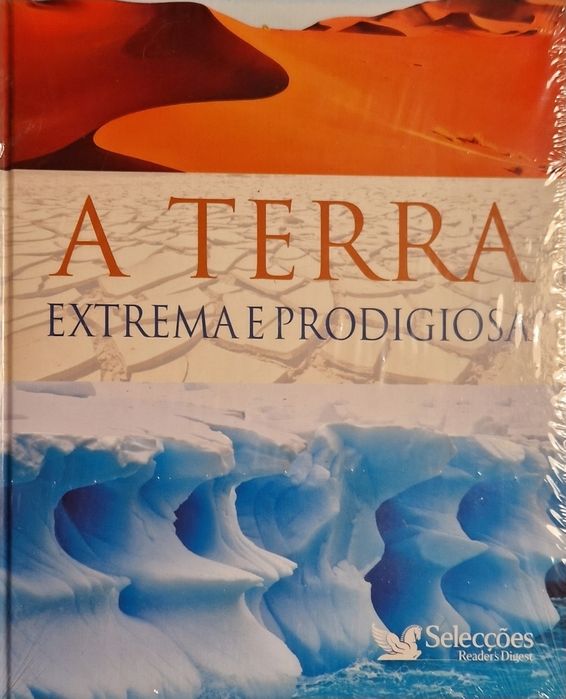 A TERRA
EXTREMA E PRODIGIOSA
Selecções
Reader's Digest